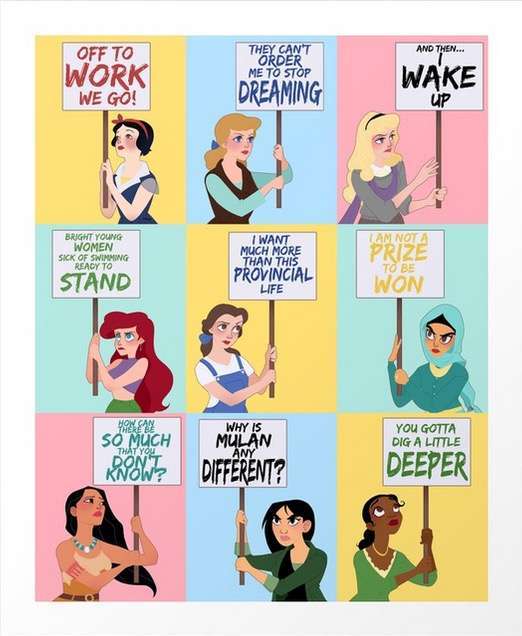 OFF TO
WORK
WE GO!
THEY CAN'T
ORDER
ME TO STOP
DREAMING
AND THEN...
I
WAKE
UP
BRIGHT YOUNG
WOMEN
SICK OF SWIMMING
READY TO
STAND
I WANT
MUCH MORE
THAN THIS
PROVINCIAL
LIFE
I AM NOT A
PRIZE
TO BE
WON
HOW CAN
THERE BE
SO MUCH
THAT YOU
DON'T
KNOW?
WHY IS
MULAN
ANY
DIFFERENT?
YOU GOTTA
DIG A LITTLE
DEEPER